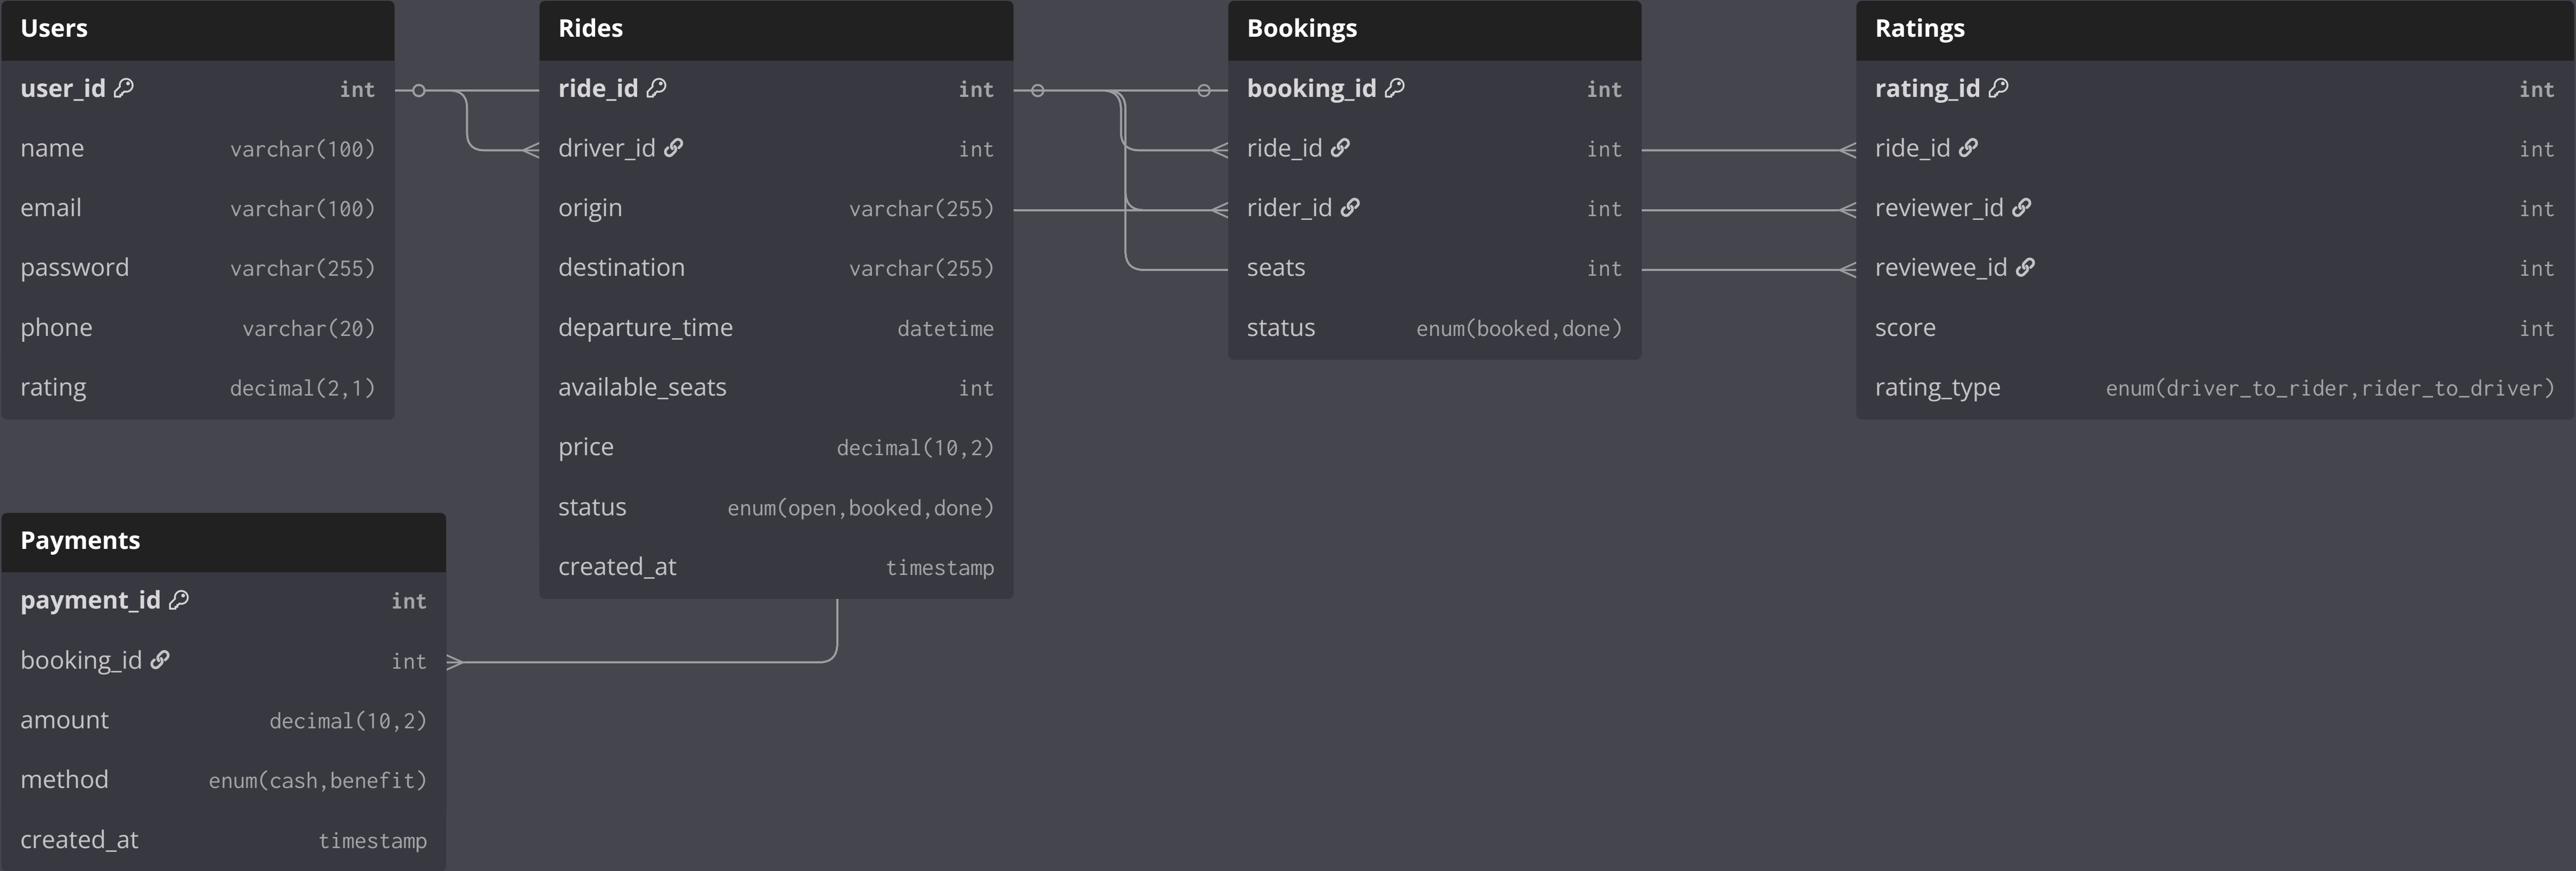 Users
user_id int
name varchar(100)
email varchar(100)
password varchar(255)
phone varchar(20)
rating decimal(2,1)
Rides
ride_id int
driver_id int
origin varchar(255)
destination varchar(255)
departure_time datetime
available_seats int
price decimal(10,2)
status enum(open,booked,done)
created_at timestamp
Bookings
booking_id int
ride_id int
rider_id int
seats int
status enum(booked,done)
Ratings
rating_id int
ride_id int
reviewer_id int
reviewee_id int
score int
rating_type enum(driver_to_rider,rider_to_driver)
Payments
payment_id int
booking_id int
amount decimal(10,2)
method enum(cash,benefit)
created_at timestamp